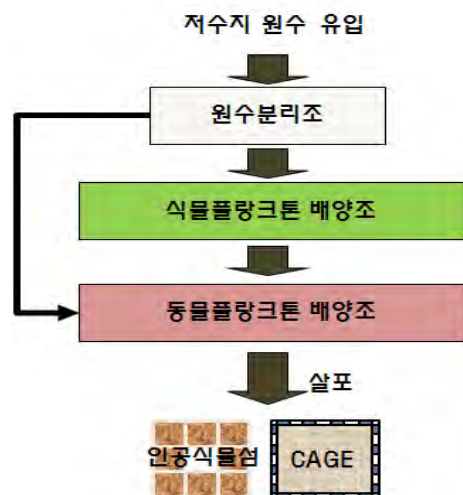 저수지 원수 유입
원수분리조
식물플랑크톤 배양조
동물플랑크톤 배양조
살포
인공식물섬
CAGE